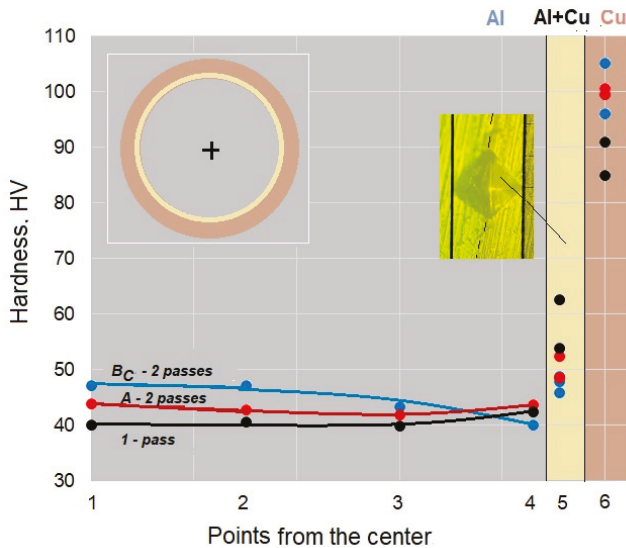 Al Al+Cu Cu
110
100
90
80
70
60
50
40
30
Hardness, HV
B_C - 2 passes
A - 2 passes
1 - pass
1 2 3 4 5 6
Points from the center